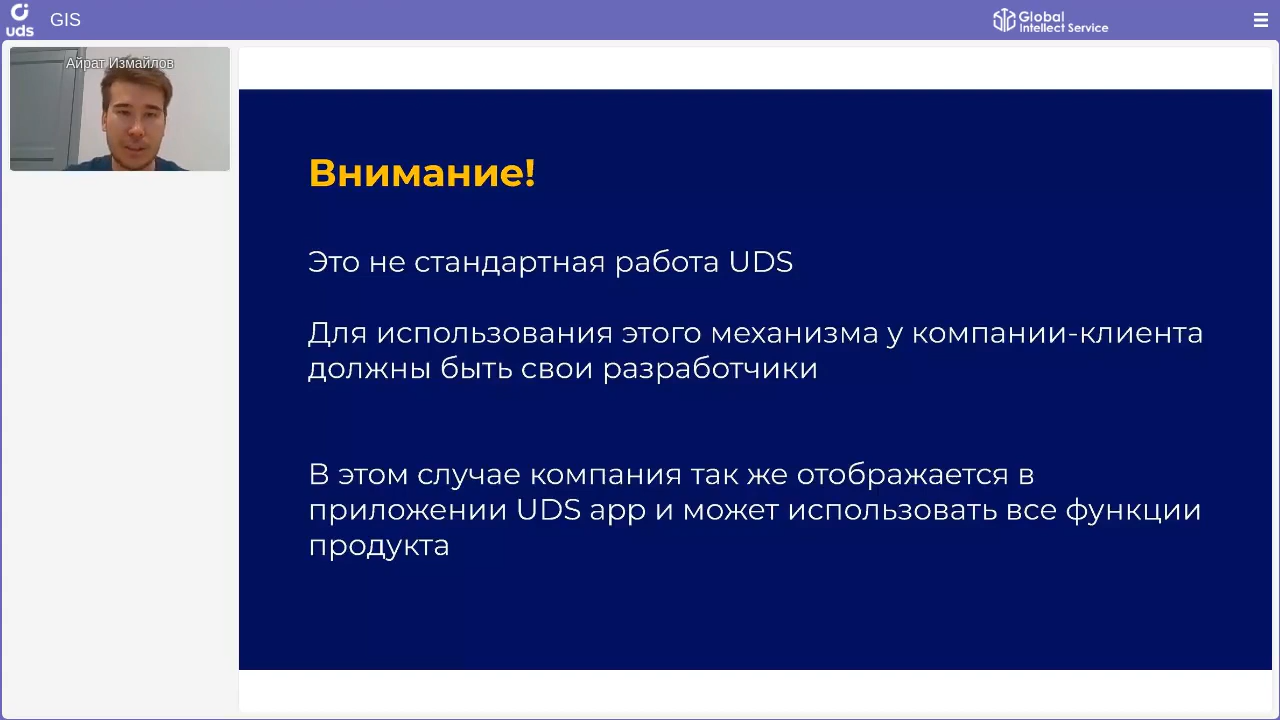 uds
GIS
Global
Intellect Service
Айрат Измайлов
Внимание!
Это не стандартная работа UDS
Для использования этого механизма у компании-клиента
должны быть свои разработчики
В этом случае компания так же отображается в
приложении UDS app и может использовать все функции
продукта